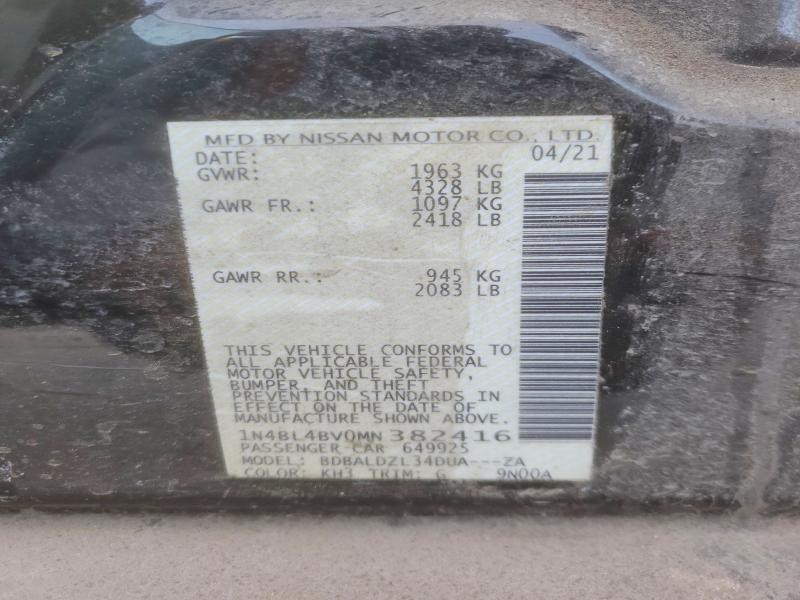 MFD BY NISSAN MOTOR CO., LTD.
DATE: 04/21
GVWR: 1963 KG
4328 LB
GAWR FR.: 1097 KG
2418 LB
GAWR RR.: 945 KG
2083 LB
THIS VEHICLE CONFORMS TO
ALL APPLICABLE FEDERAL
MOTOR VEHICLE SAFETY,
BUMPER, AND THEFT
PREVENTION STANDARDS IN
EFFECT ON THE DATE OF
MANUFACTURE SHOWN ABOVE.
1N4BL4BV0MN382416
PASSENGER CAR 649925
MODEL: BDBALDZL34DUA---ZA
COLOR: KH3 TRIM: G 9N00A